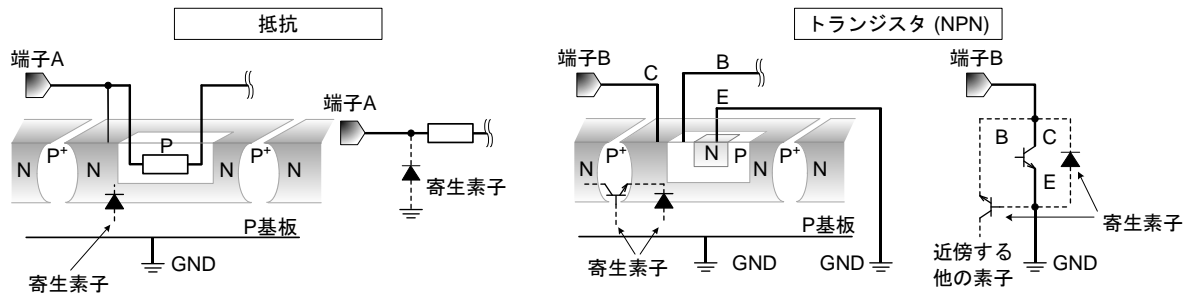 抵抗
端子A
P
N
P+
N
N
P+
N
P基板
寄生素子
GND
端子A
寄生素子
トランジスタ (NPN)
端子B
C
B
E
N
P+
N
N
P
N
P+
N
P基板
寄生素子
GND
GND
端子B
B
C
E
寄生素子
近傍する
他の素子
GND